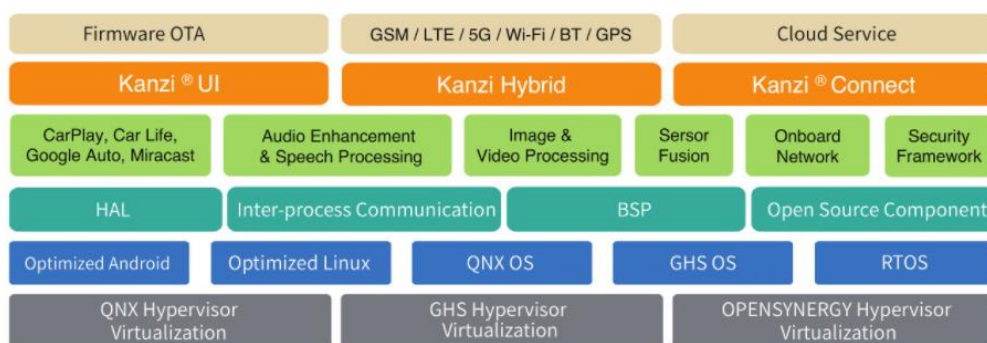 Firmware OTA
GSM / LTE / 5G / Wi-Fi / BT / GPS
Cloud Service
Kanzi ® UI
Kanzi Hybrid
Kanzi ® Connect
CarPlay, Car Life,
Google Auto, Miracast
Audio Enhancement
& Speech Processing
Image &
Video Processing
Sersor
Fusion
Onboard
Network
Security
Framework
HAL
Inter-process Communication
BSP
Open Source Component
Optimized Android
Optimized Linux
QNX OS
GHS OS
RTOS
QNX Hypervisor
Virtualization
GHS Hypervisor
Virtualization
OPENSYNERGY Hypervisor
Virtualization